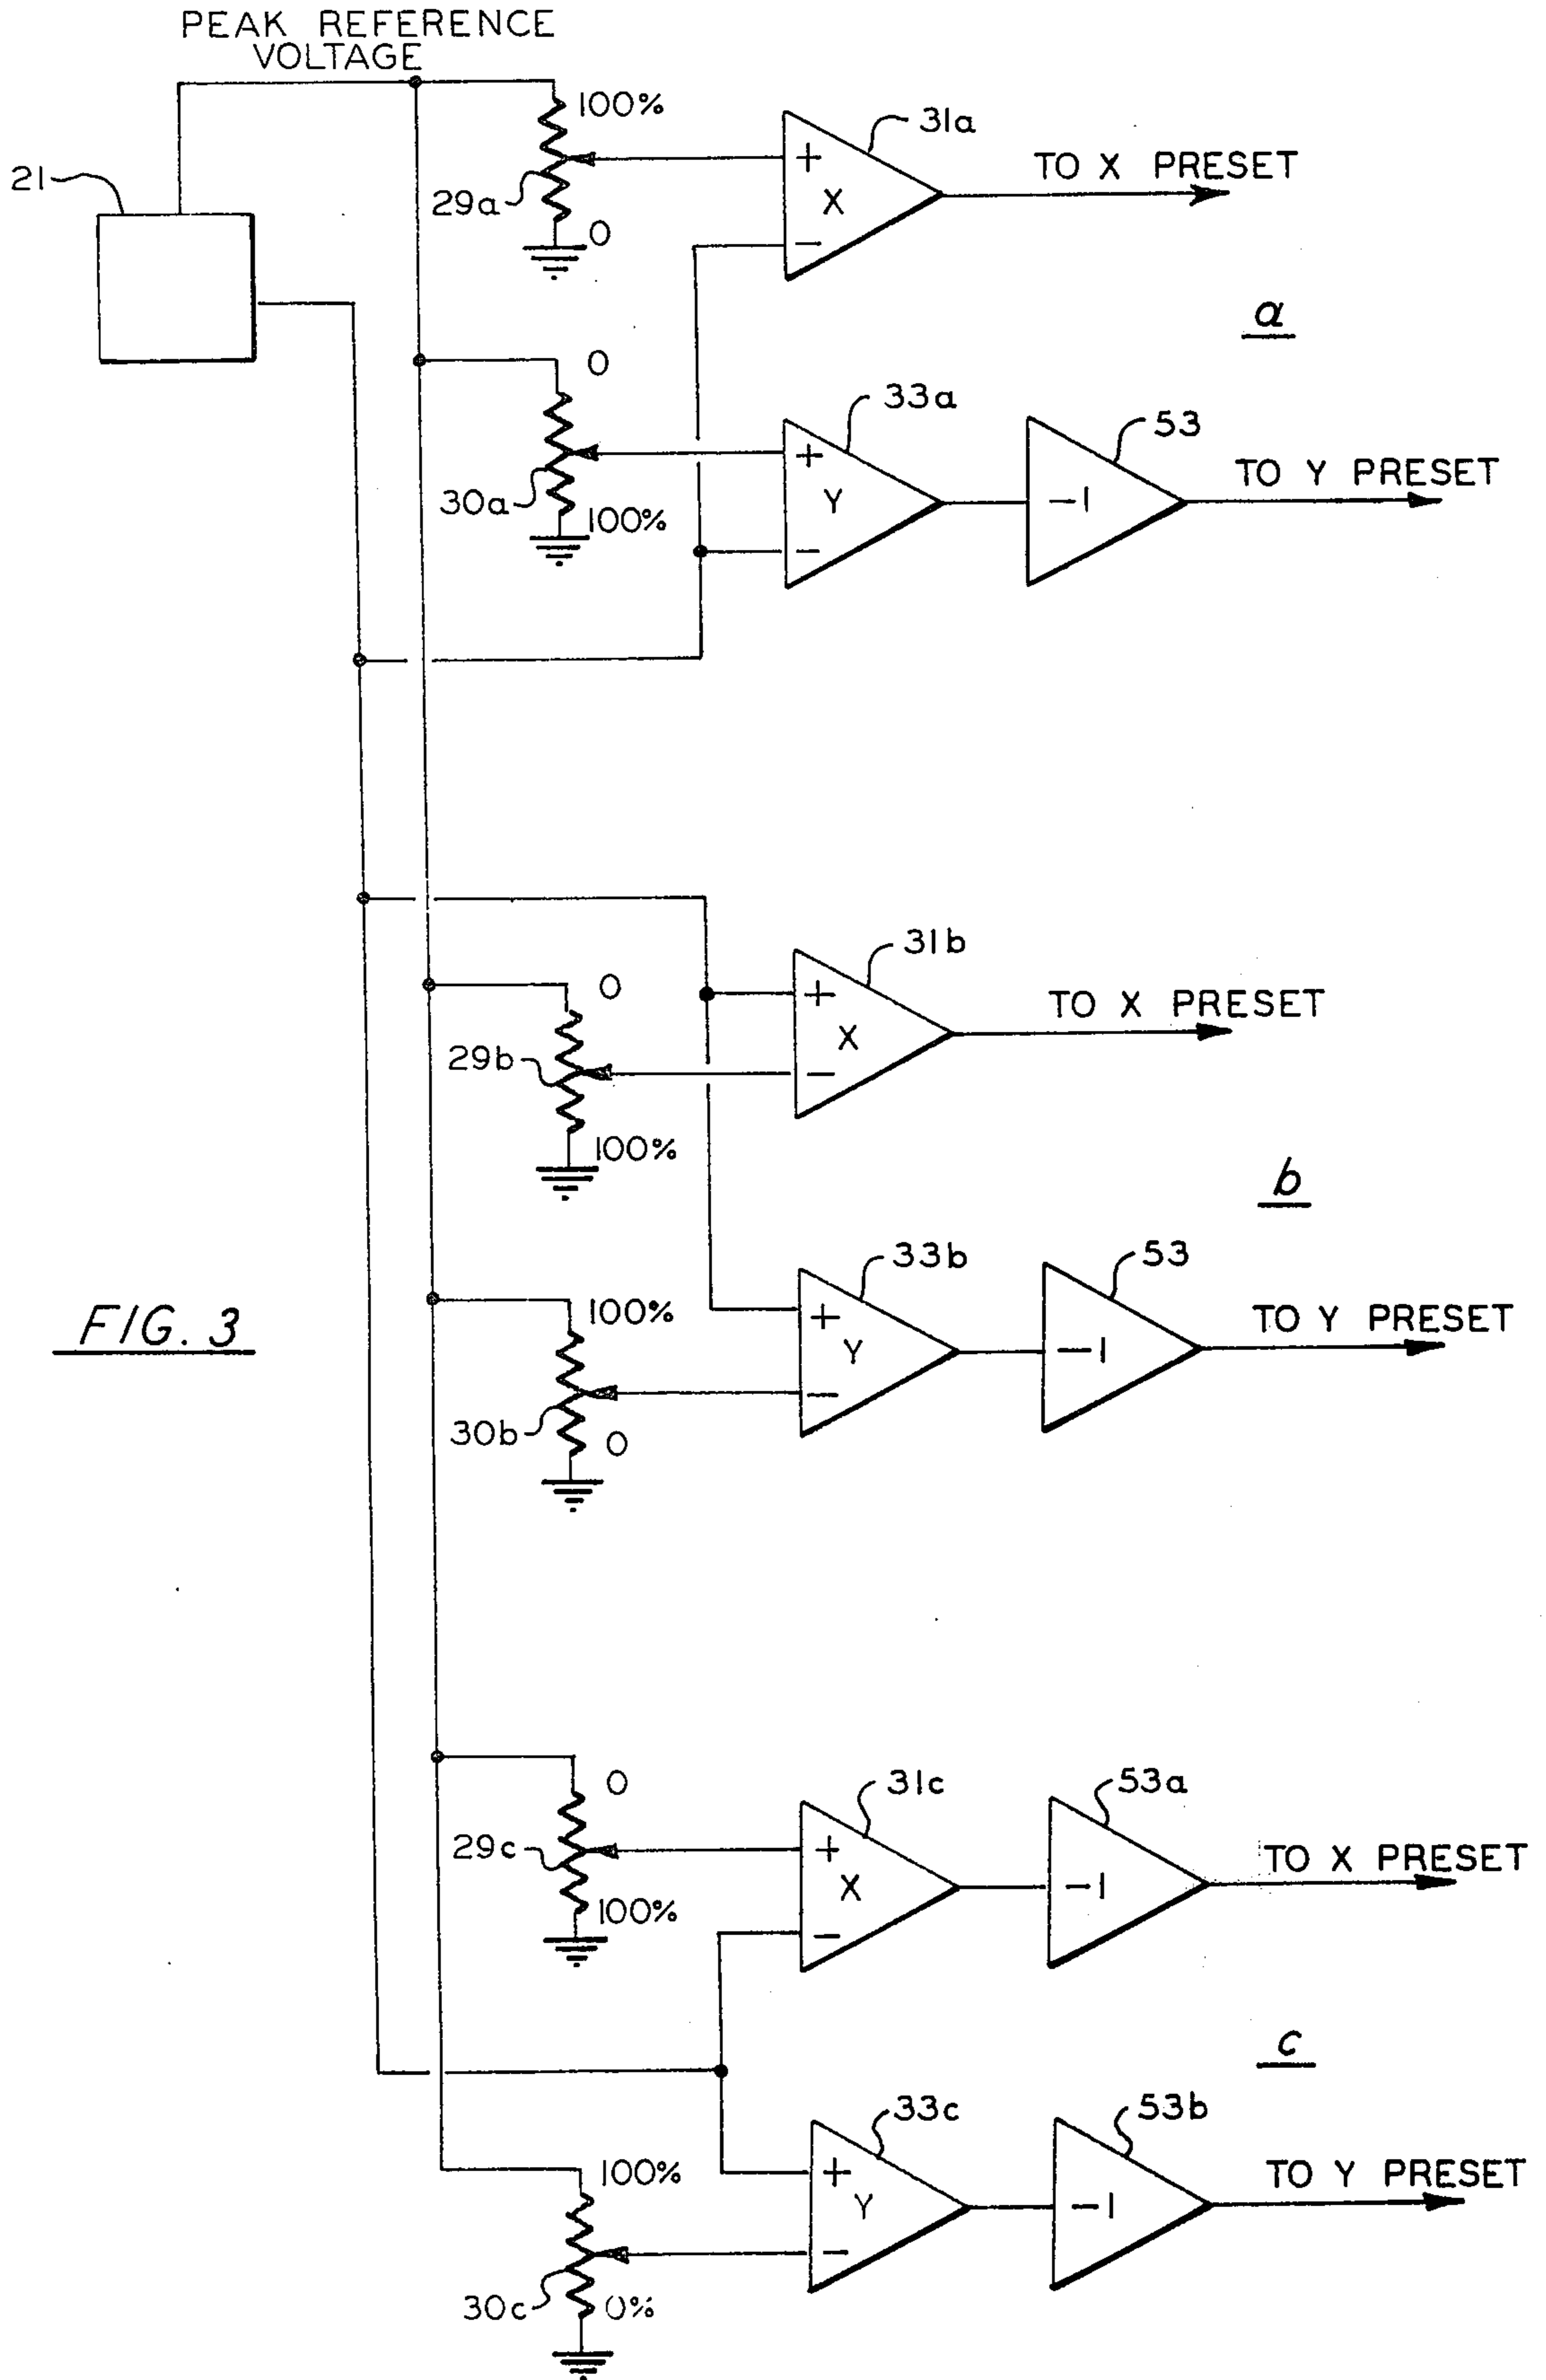 PEAK REFERENCE
VOLTAGE
100%
31a
TO X PRESET
+
X
−
21
29a
0
a
0
33a
53
+
Y
−
−1
TO Y PRESET
30a
100%
31b
0
+
X
−
TO X PRESET
29b
100%
b
33b
53
100%
+
Y
−
−1
TO Y PRESET
FIG. 3
30b
0
0
31c
53a
29c
+
X
−
−1
TO X PRESET
100%
c
33c
53b
100%
+
Y
−
−1
TO Y PRESET
30c
0%